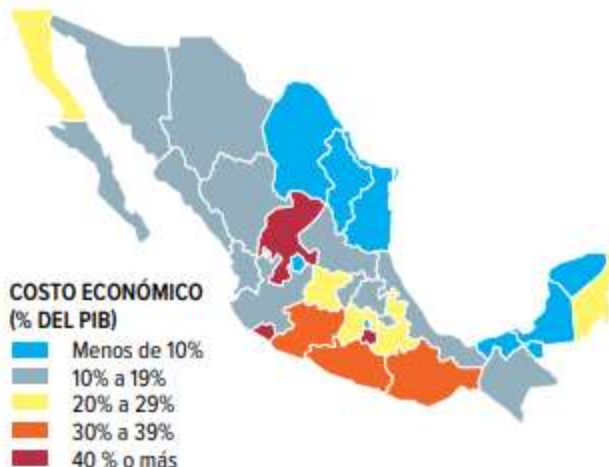 COSTO ECONÓMICO
(% DEL PIB)
Menos de 10%
10% a 19%
20% a 29%
30% a 39%
40 % o más